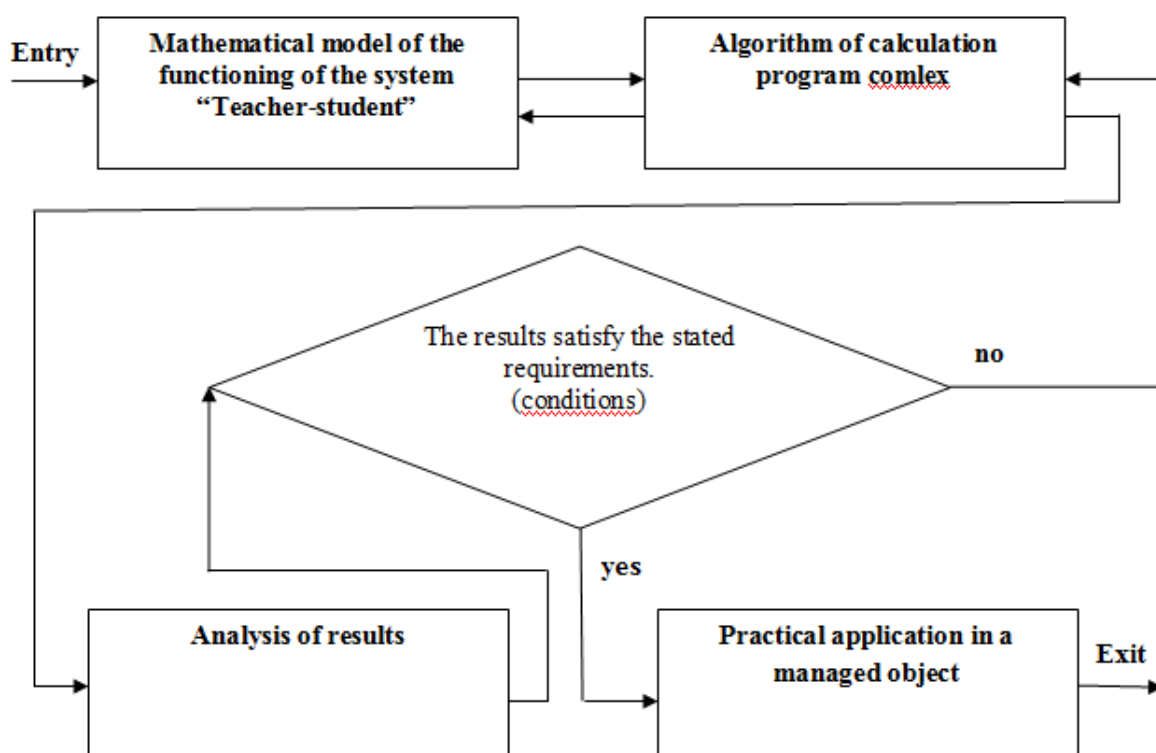 Entry
Mathematical model of the
functioning of the system
“Teacher-student”
Algorithm of calculation
program comlex
The results satisfy the stated
requirements.
(conditions)
no
yes
Analysis of results
Practical application in a
managed object
Exit